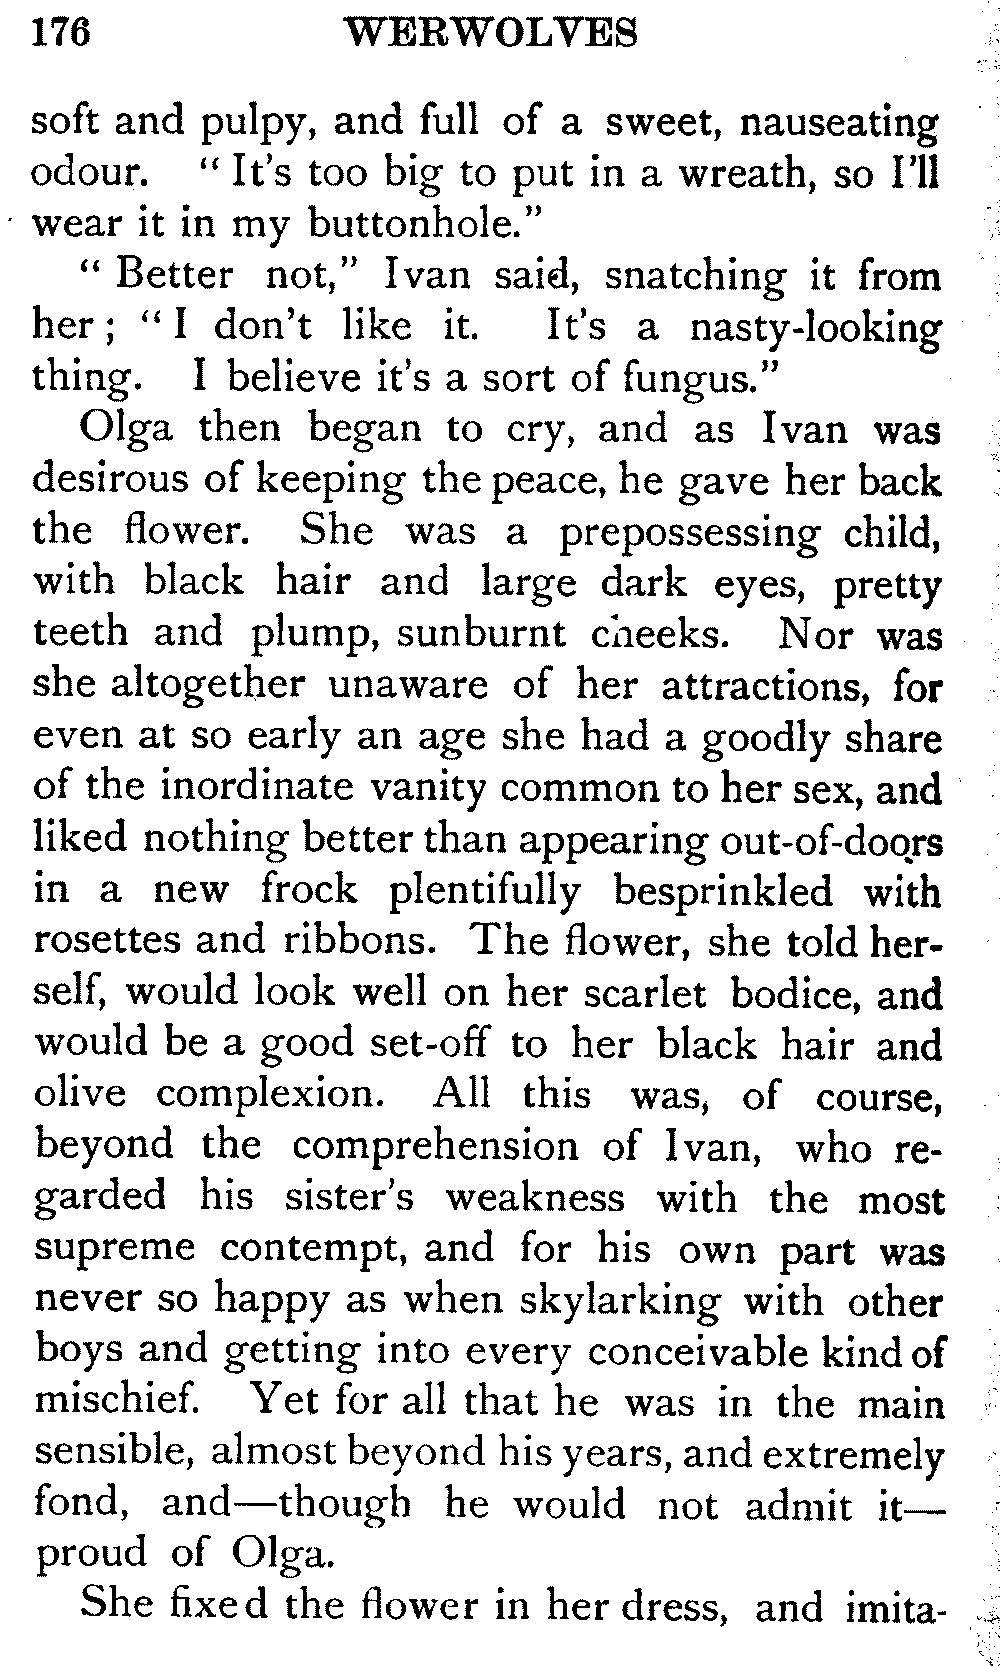 176 WERWOLVES
soft and pulpy, and full of a sweet, nauseating
odour. "It's too big to put in a wreath, so I'll
wear it in my buttonhole."
"Better not," Ivan said, snatching it from
her; "I don't like it. It's a nasty-looking
thing. I believe it's a sort of fungus."
Olga then began to cry, and as Ivan was
desirous of keeping the peace, he gave her back
the flower. She was a prepossessing child,
with black hair and large dark eyes, pretty
teeth and plump, sunburnt cheeks. Nor was
she altogether unaware of her attractions, for
even at so early an age she had a goodly share
of the inordinate vanity common to her sex, and
liked nothing better than appearing out-of-doors
in a new frock plentifully besprinkled with
rosettes and ribbons. The flower, she told her-
self, would look well on her scarlet bodice, and
would be a good set-off to her black hair and
olive complexion. All this was, of course,
beyond the comprehension of Ivan, who re-
garded his sister's weakness with the most
supreme contempt, and for his own part was
never so happy as when skylarking with other
boys and getting into every conceivable kind of
mischief. Yet for all that he was in the main
sensible, almost beyond his years, and extremely
fond, and—though he would not admit it—
proud of Olga.
She fixed the flower in her dress, and imita-